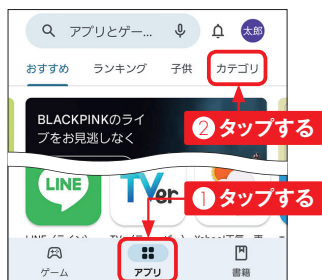 アプリとゲー... 太郎
おすすめ ランキング 子供 カテゴリ
BLACKPINKのライ
ブをお見逃しなく
② タップする
LINE TVer
① タップする
ゲーム アプリ 書籍